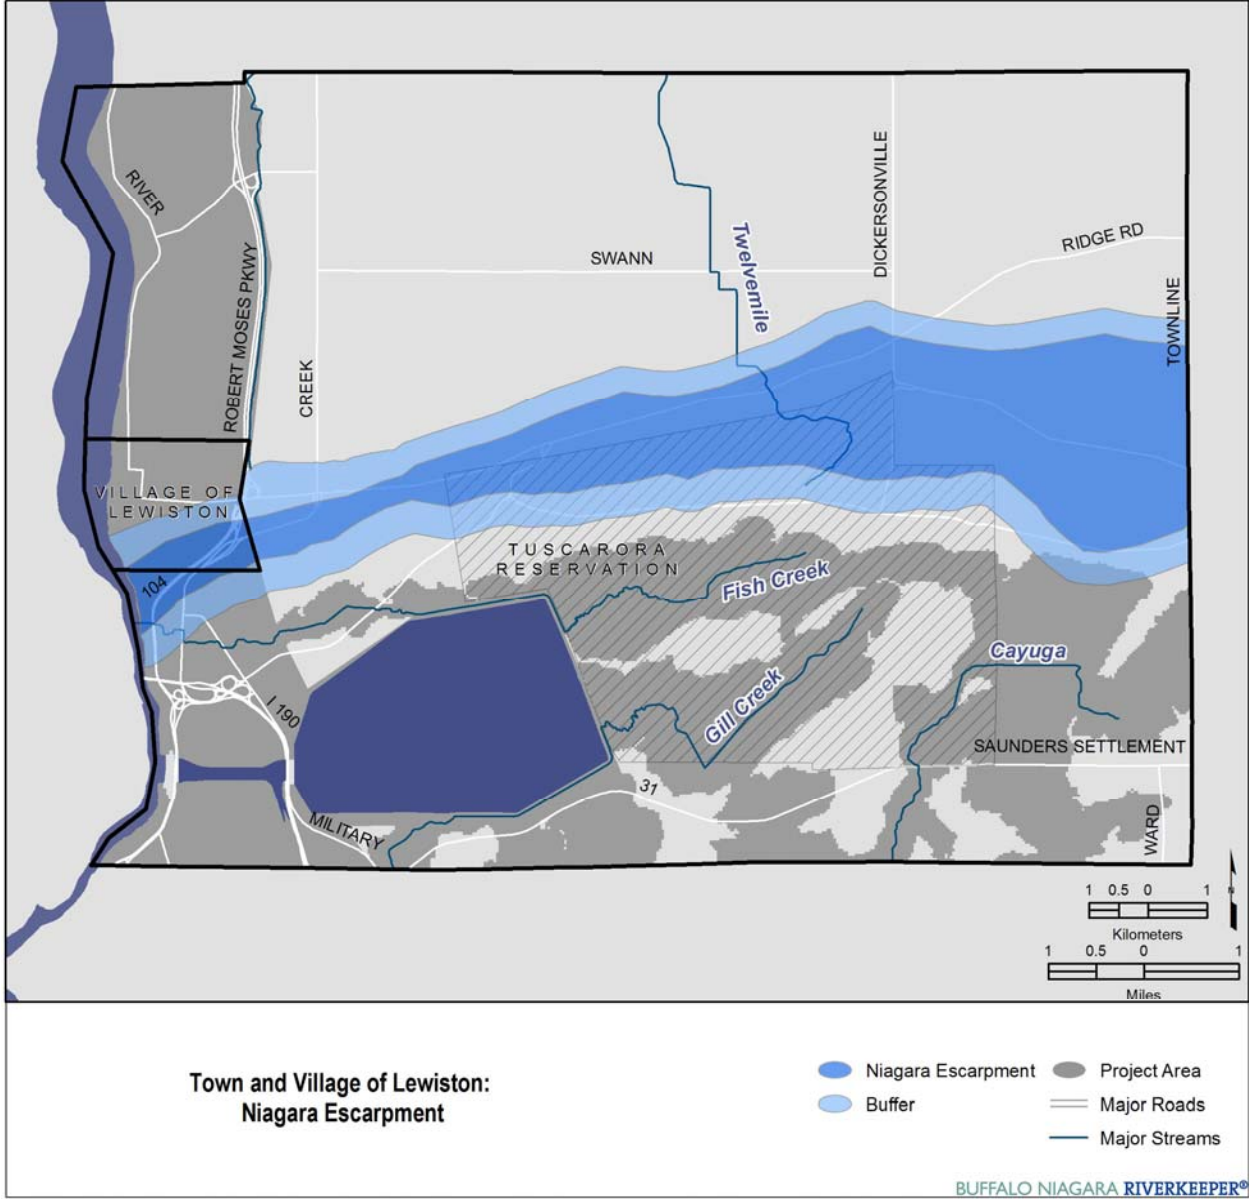 RIVER
ROBERT MOSES PKWY
CREEK
SWANN
Twelvemile
DICKERSONVILLE
RIDGE RD
TOWNLINE
VILLAGE OF
LEWISTON
104
TUSCARORA
RESERVATION
Fish Creek
Gill Creek
Cayuga
I 190
SAUNDERS SETTLEMENT
31
MILITARY
WARD
N
1 0.5 0 1
Kilometers
1 0.5 0 1
Miles
Town and Village of Lewiston:
Niagara Escarpment
Niagara Escarpment
Buffer
Project Area
Major Roads
Major Streams
BUFFALO NIAGARA RIVERKEEPER®